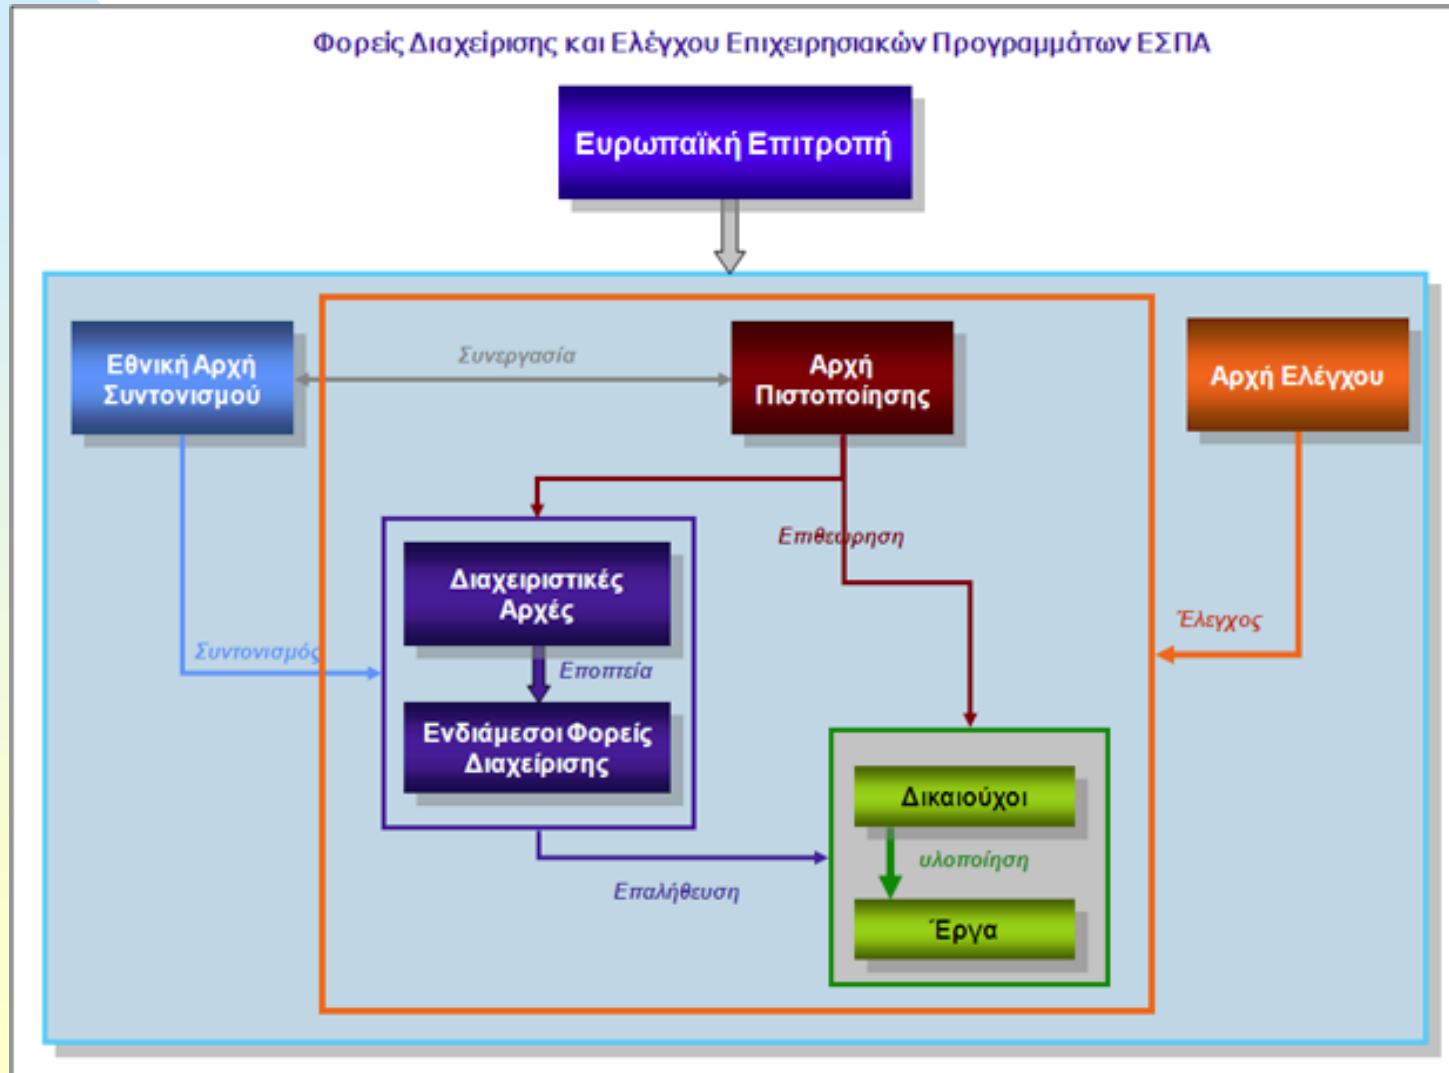 Φορείς Διαχείρισης και Ελέγχου Επιχειρησιακών Προγραμμάτων ΕΣΠΑ
Ευρωπαϊκή Επιτροπή
Εθνική Αρχή
Συντονισμού
Συνεργασία
Αρχή
Πιστοποίησης
Αρχή Ελέγχου
Επιθεώρηση
Διαχειριστικές
Αρχές
Έλεγχος
Συντονισμός
Εποπτεία
Ενδιάμεσοι Φορείς
Διαχείρισης
Δικαιούχοι
υλοποίηση
Επαλήθευση
Έργα